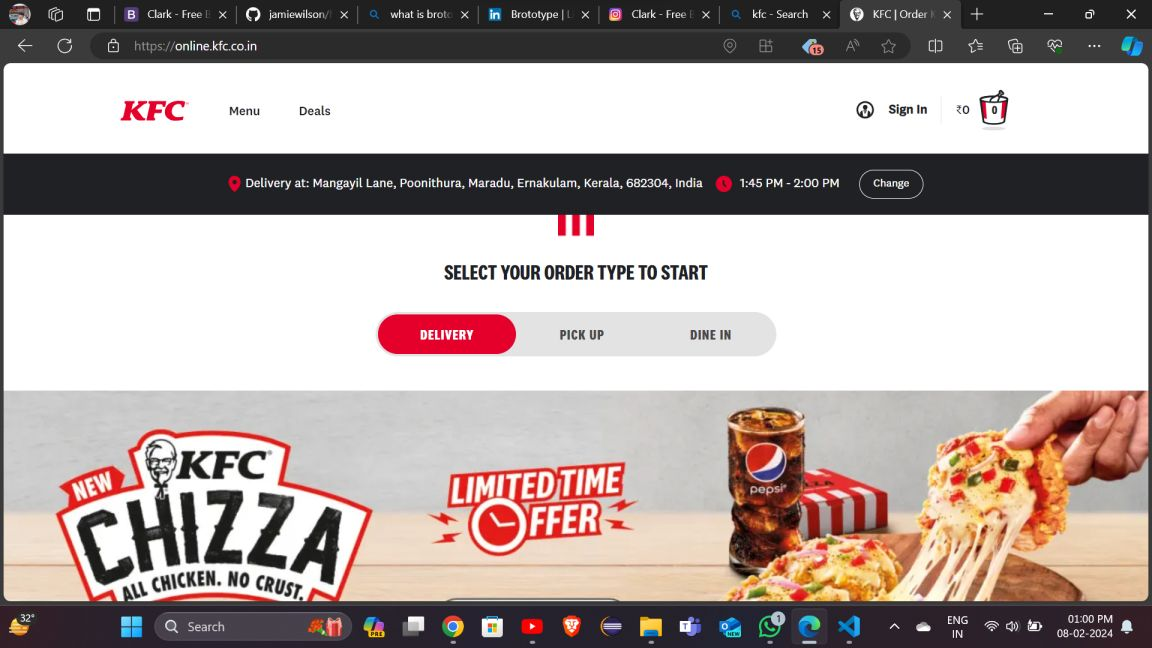 Clark - Free B
jamiewilson/
what is broto
Brototype | L
Clark - Free B
kfc - Search
KFC | Order K
https://online.kfc.co.in
15
KFC
Menu
Deals
Sign In
₹0
0
Delivery at: Mangayil Lane, Poonithura, Maradu, Ernakulam, Kerala, 682304, India
1:45 PM - 2:00 PM
Change
SELECT YOUR ORDER TYPE TO START
DELIVERY
PICK UP
DINE IN
NEW
KFC
CHIZZA
ALL CHICKEN. NO CRUST.
LIMITED TIME
OFFER
pepsi
32°
Search
PRE
NEW
1
ENG
IN
01:00 PM
08-02-2024